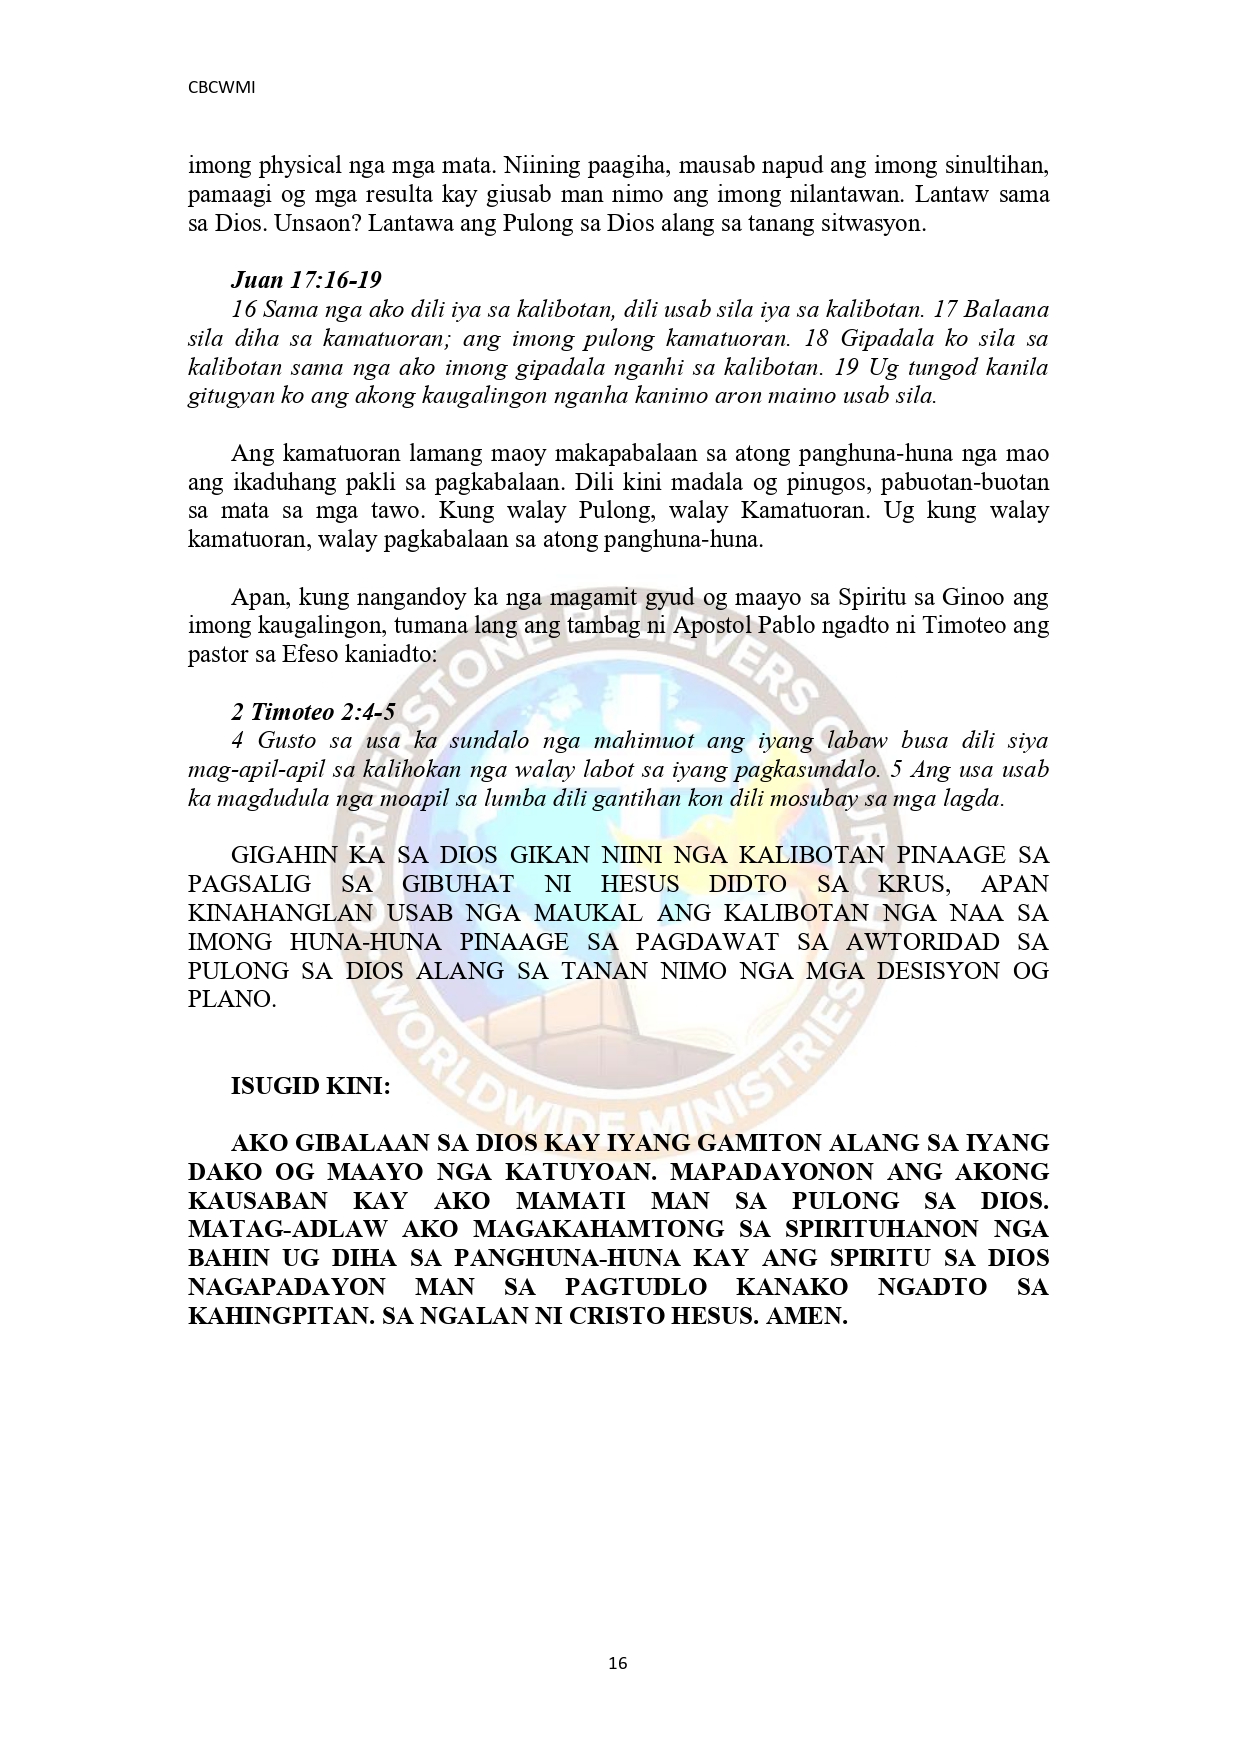 CBCWMI
imong physical nga mga mata. Niining paagiha, mausab napud ang imong sinultihan,
pamaagi og mga resulta kay giusab man nimo ang imong nilantawan. Lantaw sama
sa Dios. Unsaon? Lantawa ang Pulong sa Dios alang sa tanang sitwasyon.
Juan 17:16-19
16 Sama nga ako dili iya sa kalibotan, dili usab sila iya sa kalibotan. 17 Balaana
sila diha sa kamatuoran; ang imong pulong kamatuoran. 18 Gipadala ko sila sa
kalibotan sama nga ako imong gipadala nganhi sa kalibotan. 19 Ug tungod kanila
gitugyan ko ang akong kaugalingon nganha kanimo aron maimo usab sila.
Ang kamatuoran lamang maoy makapabalaan sa atong panghuna-huna nga mao
ang ikaduhang pakli sa pagkabalaan. Dili kini madala og pinugos, pabuotan-buotan
sa mata sa mga tawo. Kung walay Pulong, walay Kamatuoran. Ug kung walay
kamatuoran, walay pagkabalaan sa atong panghuna-huna.
Apan, kung nangandoy ka nga magamit gyud og maayo sa Spiritu sa Ginoo ang
imong kaugalingon, tumana lang ang tambag ni Apostol Pablo ngadto ni Timoteo ang
pastor sa Efeso kaniadto:
2 Timoteo 2:4-5
4 Gusto sa usa ka sundalo nga mahimuot ang iyang labaw busa dili siya
mag-apil-apil sa kalihokan nga walay labot sa iyang pagkasundalo. 5 Ang usa usab
ka magdudula nga moapil sa lumba dili gantihan kon dili mosubay sa mga lagda.
GIGAHIN KA SA DIOS GIKAN NIINI NGA KALIBOTAN PINAAGE SA
PAGSALIG SA GIBUHAT NI HESUS DIDTO SA KRUS, APAN
KINAHANGLAN USAB NGA MAUKAL ANG KALIBOTAN NGA NAA SA
IMONG HUNA-HUNA PINAAGE SA PAGDAWAT SA AWTORIDAD SA
PULONG SA DIOS ALANG SA TANAN NIMO NGA MGA DESISYON OG
PLANO.
ISUGID KINI:
AKO GIBALAAN SA DIOS KAY IYANG GAMITON ALANG SA IYANG
DAKO OG MAAYO NGA KATUYOAN. MAPADAYONON ANG AKONG
KAUSABAN KAY AKO MAMATI MAN SA PULONG SA DIOS.
MATAG-ADLAW AKO MAGAKAHAMTONG SA SPIRITUHANON NGA
BAHIN UG DIHA SA PANGHUNA-HUNA KAY ANG SPIRITU SA DIOS
NAGAPADAYON MAN SA PAGTUDLO KANAKO NGADTO SA
KAHINGPITAN. SA NGALAN NI CRISTO HESUS. AMEN.
CORNERSTONE BELIEVERS CHURCH
WORLDWIDE MINISTRIES
16